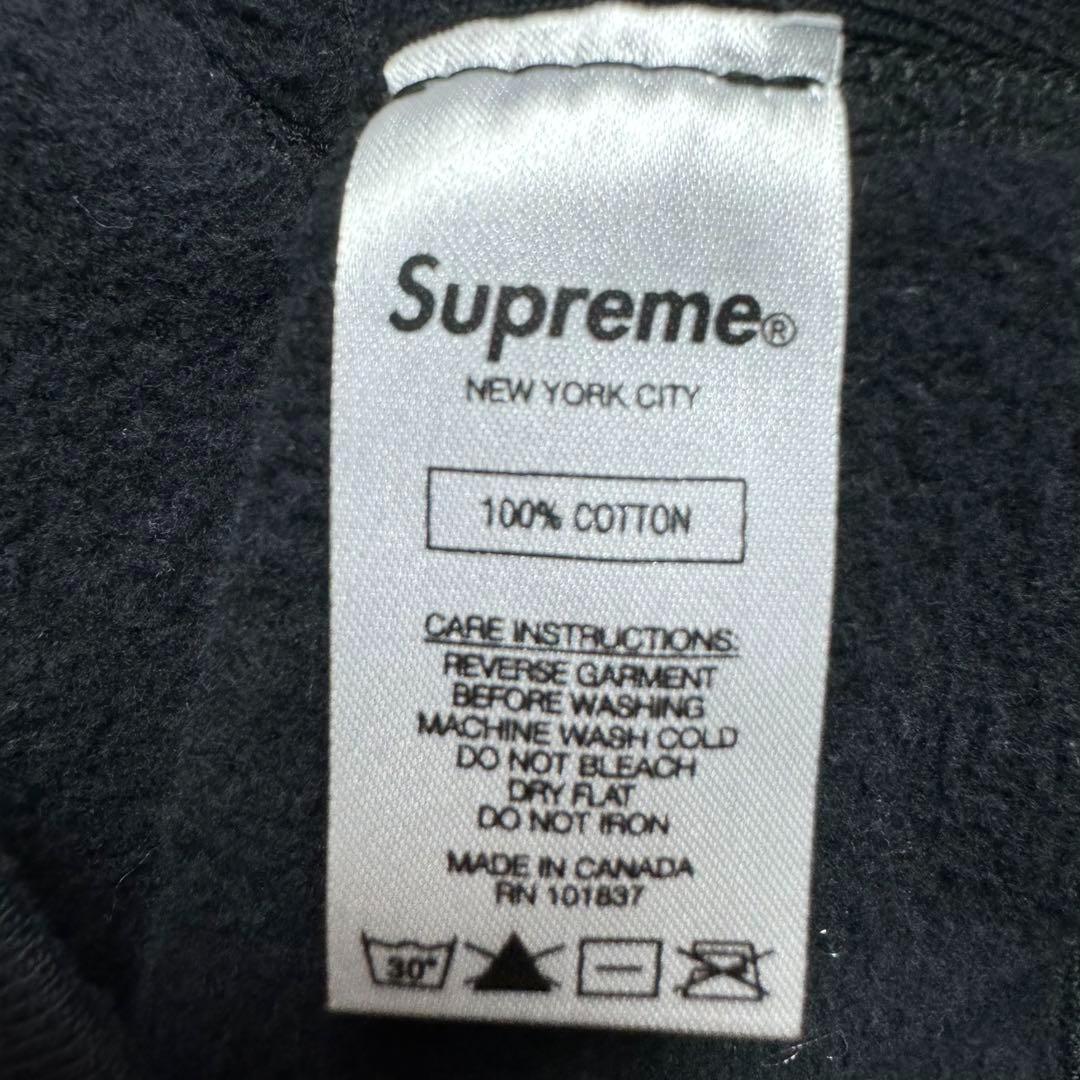 Supreme®
NEW YORK CITY
100% COTTON
CARE INSTRUCTIONS:
REVERSE GARMENT
BEFORE WASHING
MACHINE WASH COLD
DO NOT BLEACH
DRY FLAT
DO NOT IRON
MADE IN CANADA
RN 101837
30°